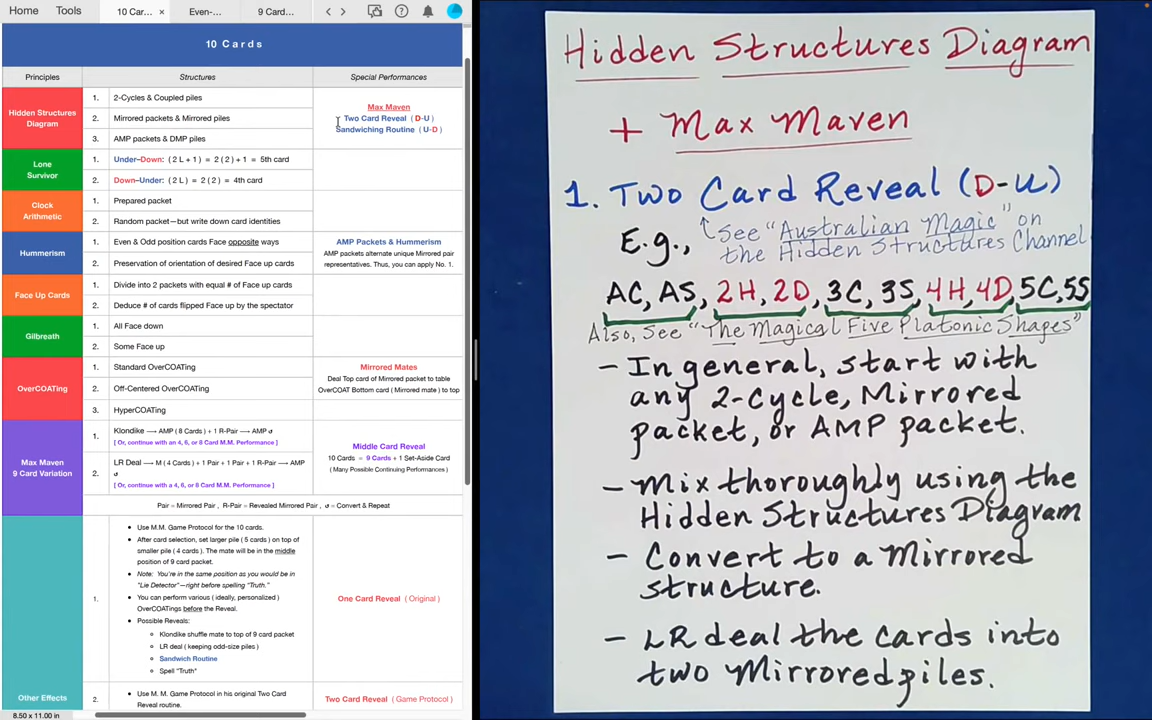 Home Tools 10 Car... × Even-... 9 Card...
10 Cards
Principles Structures Special Performances
Hidden Structures Diagram
1. 2-Cycles & Coupled piles
2. Mirrored packets & Mirrored piles
3. AMP packets & DMP piles
Max Maven
Two Card Reveal ( D-U )
Sandwiching Routine ( U-D )
Lone
Survivor
1. Under–Down: ( 2 L + 1 ) = 2 ( 2 ) + 1 = 5th card
2. Down–Under: ( 2 L ) = 2 ( 2 ) = 4th card
Clock
Arithmetic
1. Prepared packet
2. Random packet—but write down card identities
Hummerism
1. Even & Odd position cards Face opposite ways
2. Preservation of orientation of desired Face up cards
AMP Packets & Hummerism
AMP packets alternate unique Mirrored pair
representatives. Thus, you can apply No. 1.
Face Up Cards
1. Divide into 2 packets with equal # of Face up cards
2. Deduce # of cards flipped Face up by the spectator
Gilbreath
1. All Face down
2. Some Face up
OverCOATing
1. Standard OverCOATing
2. Off-Centered OverCOATing
3. HyperCOATing
Mirrored Mates
Deal Top card of Mirrored packet to table
OverCOAT Bottom card ( Mirrored mate ) to top
Max Maven
9 Card Variation
1. Klondike → AMP ( 8 Cards ) + 1 R-Pair → AMP ↺
[ Or, continue with an 4, 6, or 8 Card M.M. Performance ]
2. LR Deal → M ( 4 Cards ) + 1 Pair + 1 Pair + 1 R-Pair → AMP
↺
[ Or, continue with a 4, 6, or 8 Card M.M. Performance ]
Middle Card Reveal
10 Cards = 9 Cards + 1 Set-Aside Card
( Many Possible Continuing Performances )
Pair = Mirrored Pair , R-Pair = Revealed Mirrored Pair , ↺ = Convert & Repeat
Other Effects
1.
• Use M.M. Game Protocol for the 10 cards.
• After card selection, set larger pile ( 5 cards ) on top of
smaller pile ( 4 cards ). The mate will be in the middle
position of 9 card packet.
• Note: You're in the same position as you would be in
"Lie Detector"—right before spelling "Truth."
• You can perform various ( ideally, personalized )
OverCOATings before the Reveal.
• Possible Reveals:
Klondike shuffle mate to top of 9 card packet
LR deal ( keeping odd-size piles )
Sandwich Routine
Spell "Truth"
One Card Reveal ( Original )
2.
• Use M. M. Game Protocol in his original Two Card
Reveal routine.
Two Card Reveal ( Game Protocol )
8.50 x 11.00 in
Hidden Structures Diagram
+ Max Maven
1. Two Card Reveal (D-U)
E.g., See "Australian Magic" on
the Hidden Structures Channel
AC, AS, 2H, 2D, 3C, 3S, 4H, 4D, 5C, 5S
Also, See "The Magical Five Platonic Shapes"
- In general, start with
any 2-Cycle, Mirrored
packet, or AMP packet.
- Mix thoroughly using the
Hidden Structures Diagram
- Convert to a Mirrored
structure.
- LR deal the cards into
two Mirrored piles.